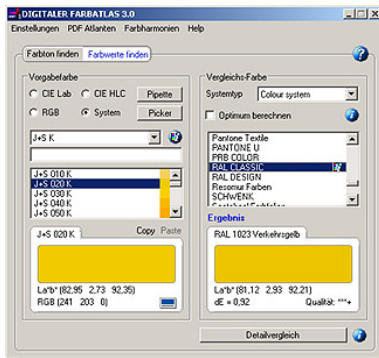 DIGITALER FARBATLAS 3.0
Einstellungen PDF Atlanten Farbharmonien Help
Farbton finden Farbwerte finden
Vorgabefarbe
CIE Lab CIE HLC Pipette
RGB System Picker
J+S K
J+S 010 K
J+S 020 K
J+S 030 K
J+S 040 K
J+S 050 K
J+S 020 K Copy Paste
La*b* (82,95 2,73 92,35)
RGB (241 203 0)
Vergleichs-Farbe
Systemtyp Colour system
Optimum berechnen
Pantone Textile
PANTONE U
PRB COLOR
RAL CLASSIC
RAL DESIGN
Resomur Farben
SCHWENK
Ergebnis
RAL 1023 Verkehrsgelb
La*b* (81,12 2,93 92,21)
dE = 0,92 Qualität: ***+
Detailvergleich